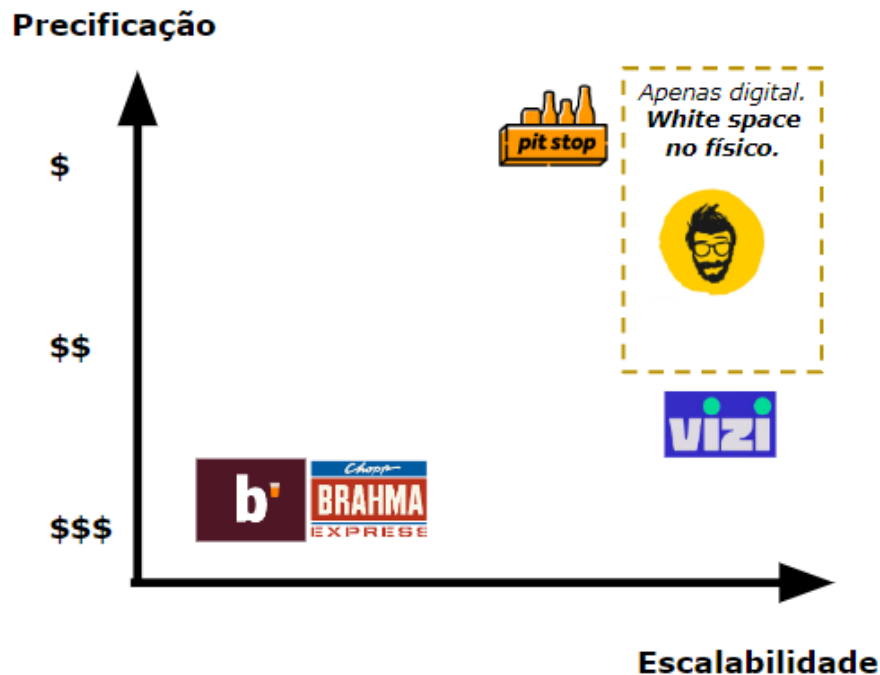 Precificação
Apenas digital.
White space
no físico.
pit stop
$
$$
vizi
$$$
b
Chopp
BRAHMA
EXPRESS
Escalabilidade